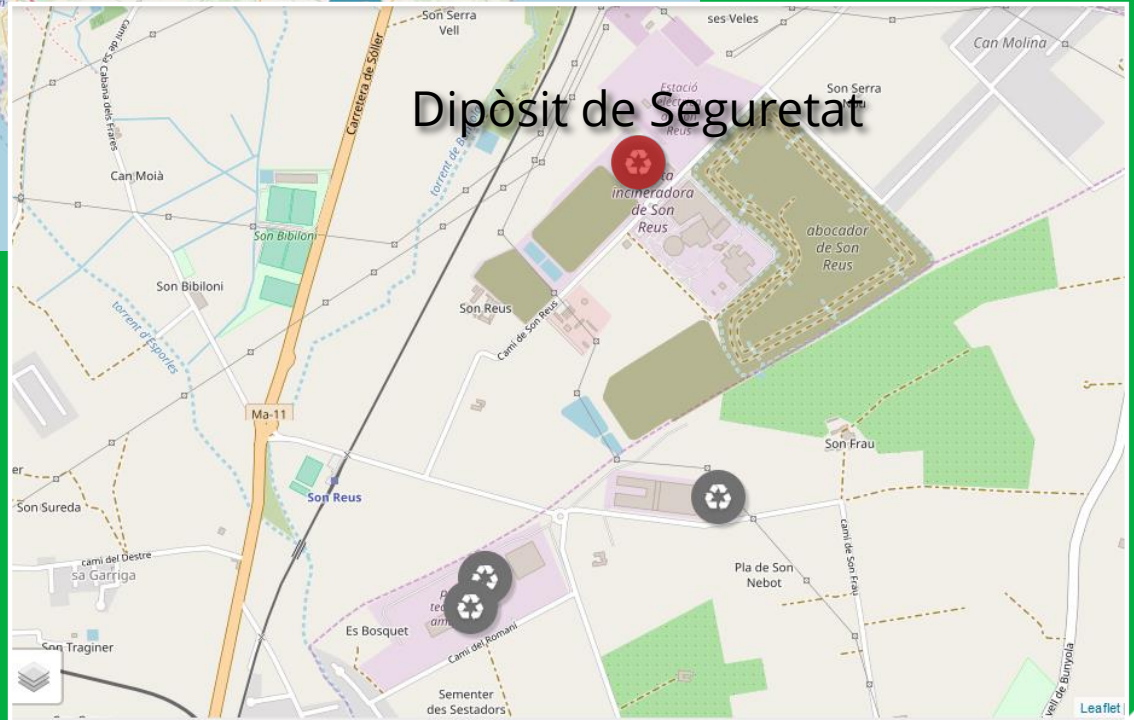 Son Serra
Vell
ses Veles
Can Molina
camí de Sa Cabana dels Frares
Carretera de Sóller
Estació
Reus
Son Serra
Dipòsit de Seguretat
Can Moià
torrent de
incineradora
de Son
Reus
abocador
de Son
Reus
Son Bibiloni
Son Bibiloni
torrent d'Esporles
Son Reus
Camí de Son Reus
Ma-11
Son Frau
Son Reus
Son Sureda
camí del Destre
sa Garriga
camí de Son Frau
Pla de Son
Nebot
Es Bosquet
Camí del Romaní
Son Traginer
Sementer
des Sestadors
vell de Bunyola
Leaflet